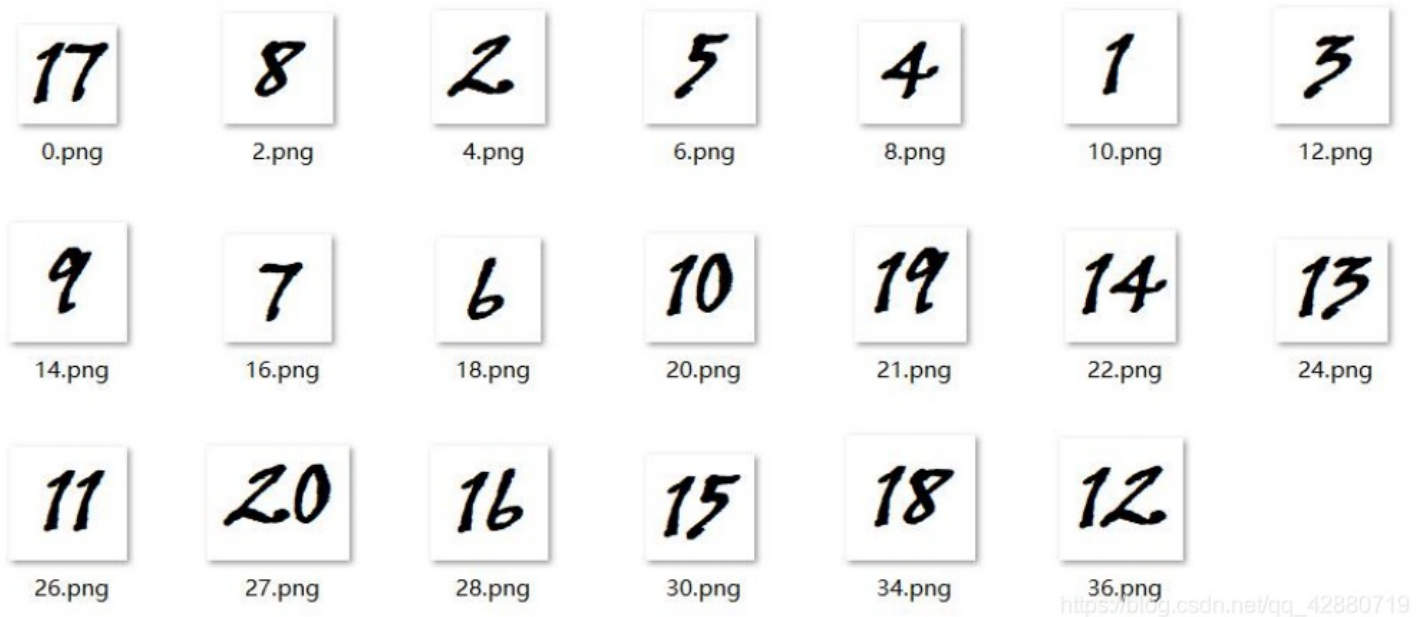 17 8 2 5 4 1 3
0.png 2.png 4.png 6.png 8.png 10.png 12.png
9 7 6 10 19 14 13
14.png 16.png 18.png 20.png 21.png 22.png 24.png
11 20 16 15 18 12
26.png 27.png 28.png 30.png 34.png 36.png
https://blog.csdn.net/qq_42880719